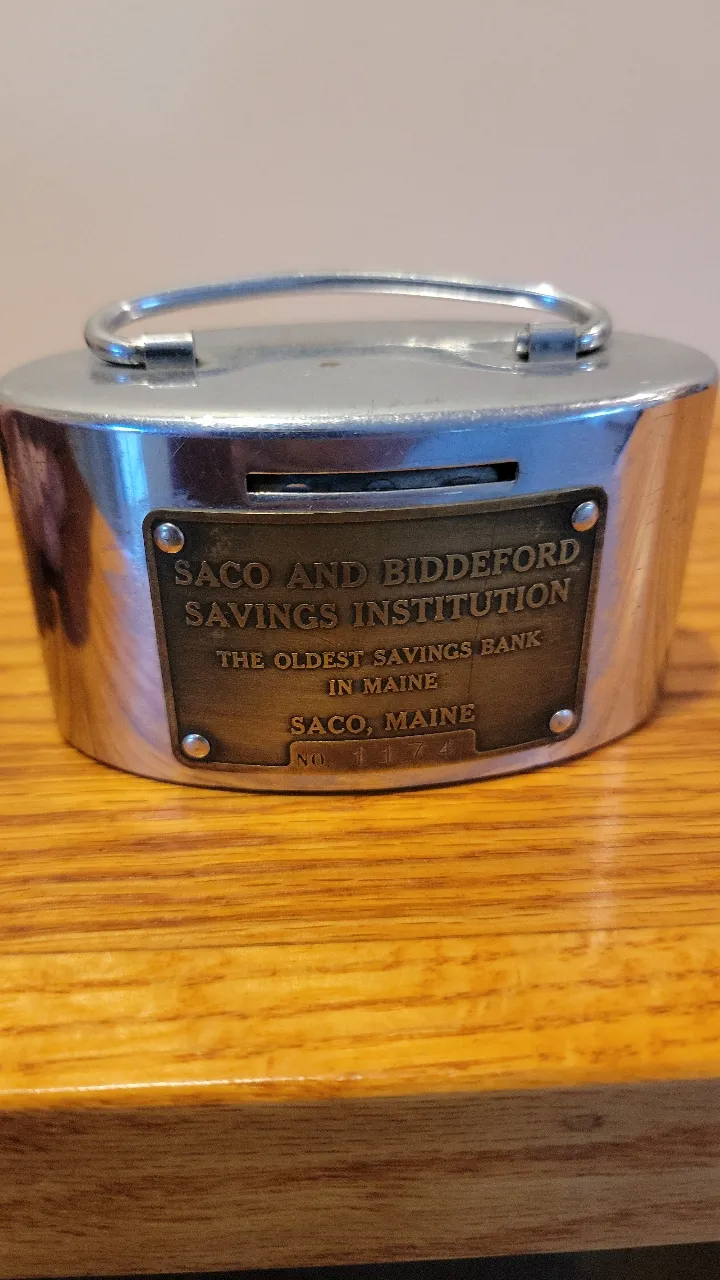 SACO AND BIDDEFORD
SAVINGS INSTITUTION
THE OLDEST SAVINGS BANK
IN MAINE
SACO, MAINE
NO. 1174